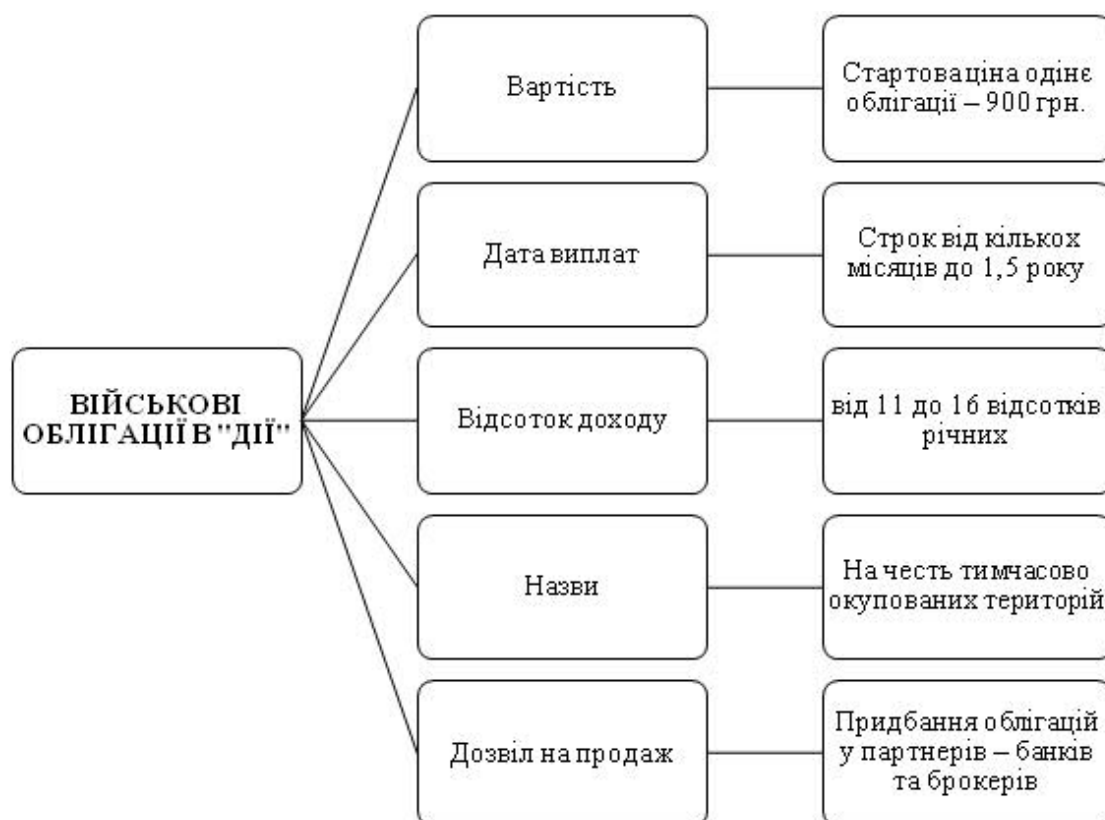 Вартість
Стартова ціна одінє
облігації – 900 грн.
Дата виплат
Строк від кількох
місяців до 1,5 року
ВІЙСЬКОВІ
ОБЛІГАЦІЇ В "ДІЇ"
Відсоток доходу
від 11 до 16 відсотків
річних
Назви
На честь тимчасово
окупованих територій
Дозвіл на продаж
Придбання облігацій
у партнерів – банків
та брокерів